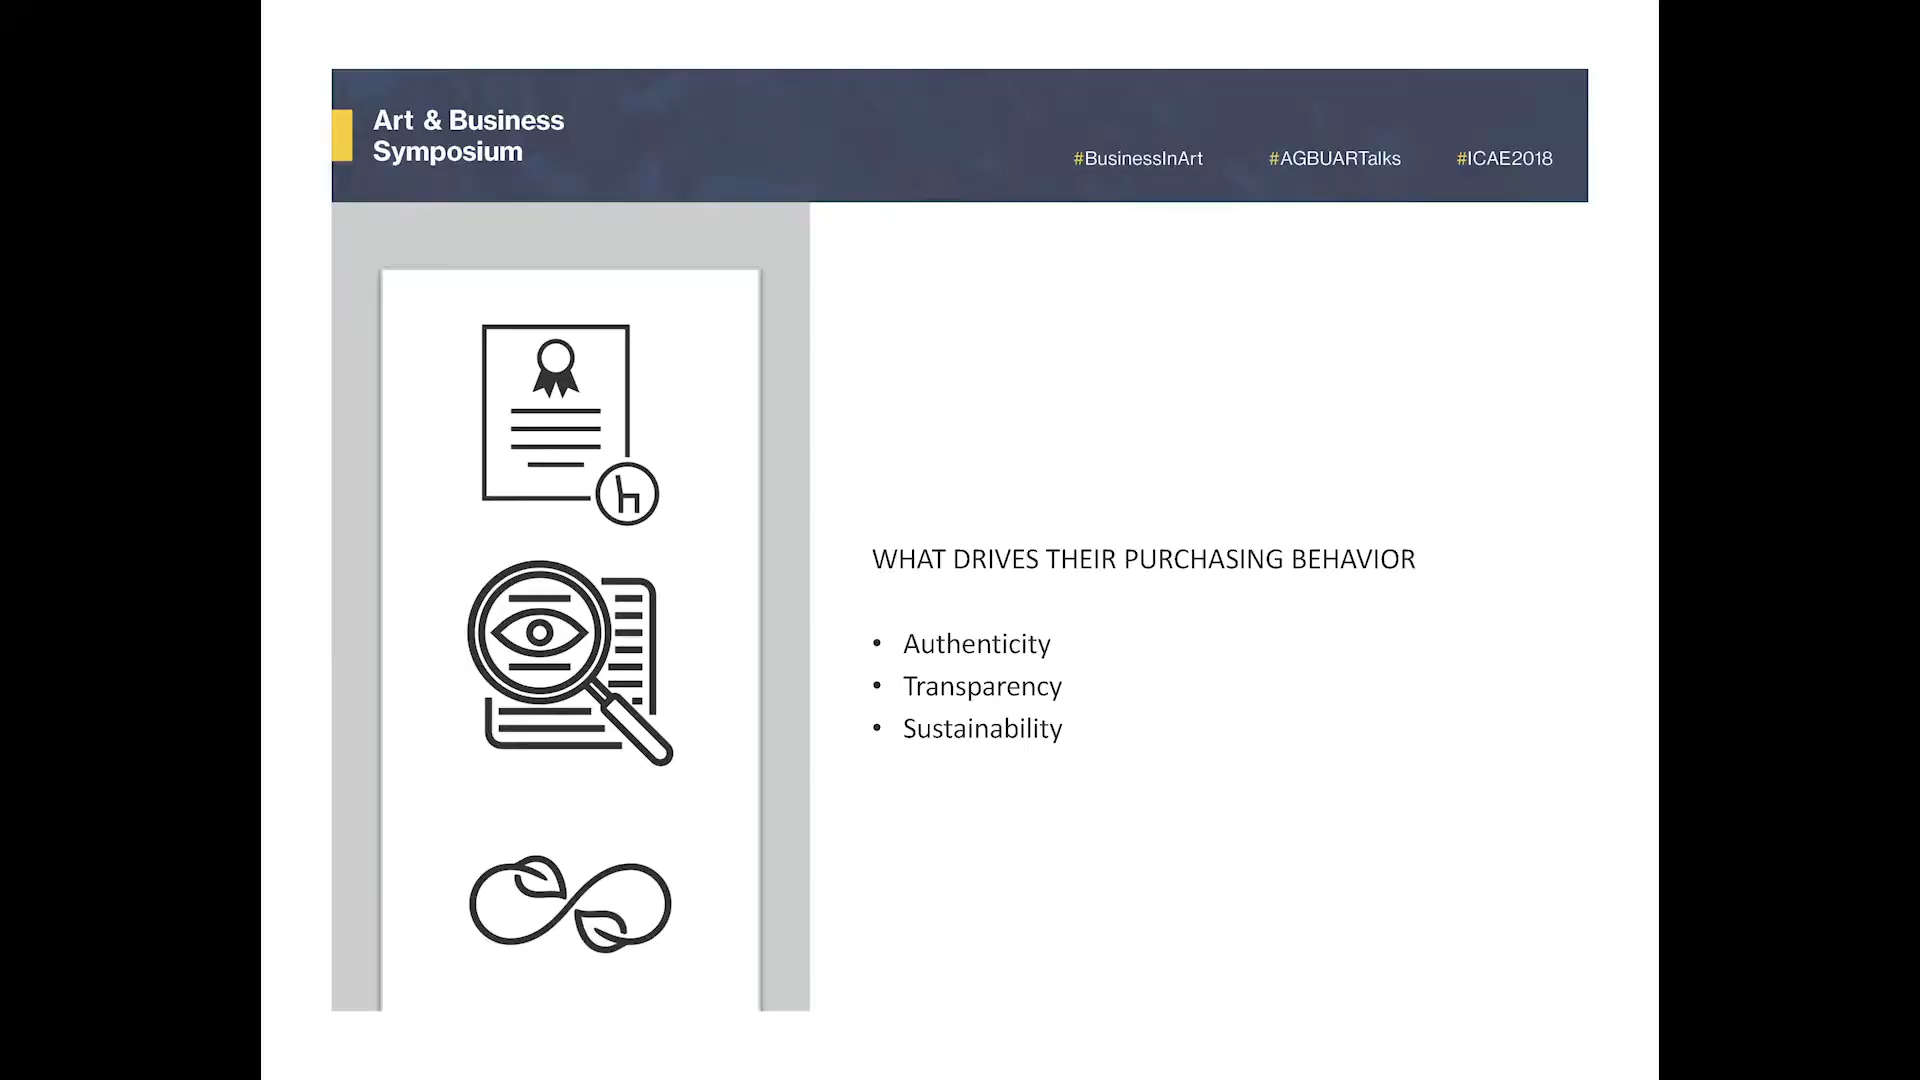 Art & Business
Symposium
#BusinessInArt #AGBUARTalks #ICAE2018
WHAT DRIVES THEIR PURCHASING BEHAVIOR
• Authenticity
• Transparency
• Sustainability